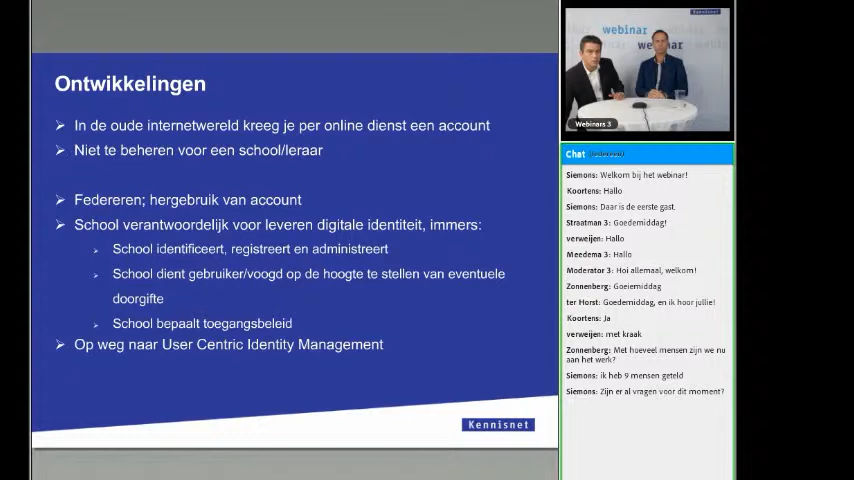 Ontwikkelingen
In de oude internetwereld kreeg je per online dienst een account
Niet te beheren voor een school/leraar
Federeren; hergebruik van account
School verantwoordelijk voor leveren digitale identiteit, immers:
School identificeert, registreert en administreert
School dient gebruiker/voogd op de hoogte te stellen van eventuele
doorgifte
School bepaalt toegangsbeleid
Op weg naar User Centric Identity Management
Kennisnet
Kennisnet
webinar
webinar
Webinars 3
Chat (Iedereen)
Siemons: Welkom bij het webinar!
Koortens: Hallo
Siemons: Daar is de eerste gast.
Straatman 3: Goedemiddag!
verweijen: Hallo
Meedema 3: Hallo
Moderator 3: Hoi allemaal, welkom!
Zonnenberg: Goeiemiddag
ter Horst: Goedemiddag, en ik hoor jullie!
Koortens: Ja
verweijen: met kraak
Zonnenberg: Met hoeveel mensen zijn we nu
aan het werk?
Siemons: ik heb 9 mensen geteld
Siemons: Zijn er al vragen voor dit moment?